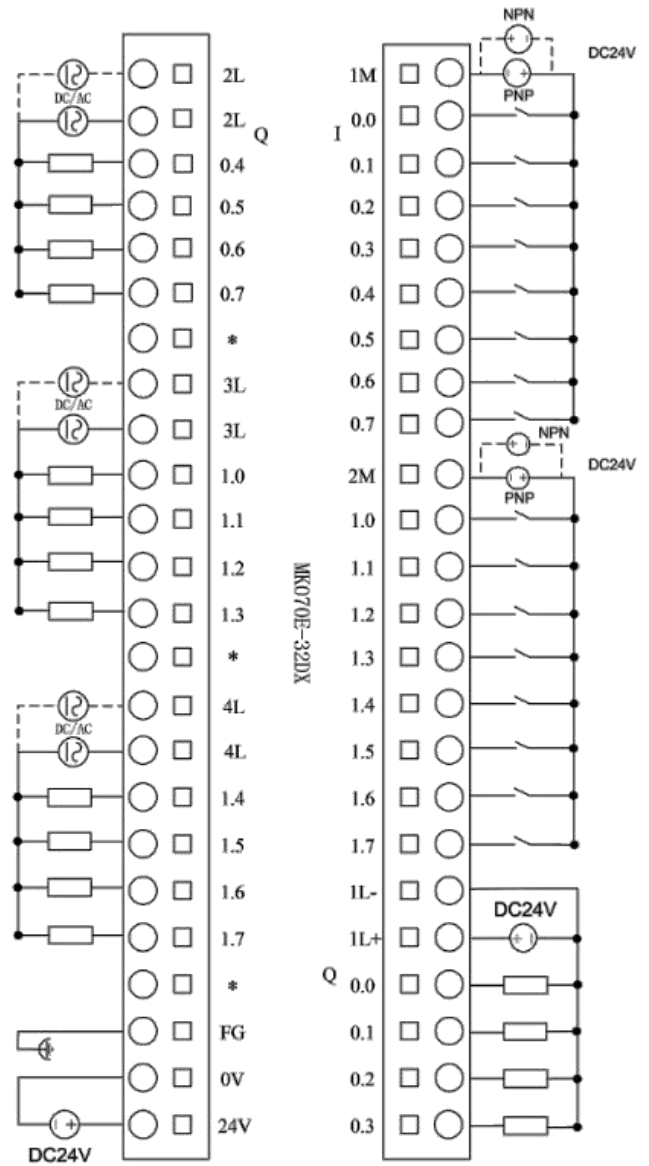 2L
DC/AC
2L
Q
0.4
0.5
0.6
0.7
*
3L
DC/AC
3L
1.0
1.1
1.2
1.3
*
4L
DC/AC
4L
1.4
1.5
1.6
1.7
*
FG
0V
24V
DC24V
MK070E-32DX
NPN
DC24V
1M
PNP
I
0.0
0.1
0.2
0.3
0.4
0.5
0.6
0.7
NPN
DC24V
2M
PNP
1.0
1.1
1.2
1.3
1.4
1.5
1.6
1.7
1L-
DC24V
1L+
Q
0.0
0.1
0.2
0.3